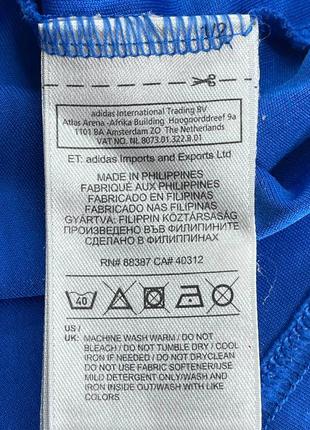 1/2
adidas International Trading BV
Atlas Arena -Afrika Building  Hoogoorddreef 9a
1101 BA Amsterdam ZO  The Netherlands
VAT NO. NL 8073.01.322.B.01
ET: adidas Imports and Exports Ltd
MADE IN PHILIPPINES
FABRIQUÉ AUX PHILIPPINES
FABRICADO EN FILIPINAS
FABRICADO NAS FILIPINAS
GYÁRTVA: FILIPPIN KÖZTÁRSASÁG
ПРОИЗВЕДЕНО ВЪВ ФИЛИПИНИТЕ
СДЕЛАНО В ФИЛИППИНАХ
RN# 88387 CA# 40312
40
US /
UK: MACHINE WASH WARM / DO NOT
BLEACH / DO NOT TUMBLE DRY / COOL
IRON IF NEEDED / DO NOT DRYCLEAN
DO NOT USE FABRIC SOFTENER/USE
MILD DETERGENT ONLY/WASH AND
IRON INSIDE OUT/WASH WITH LIKE
COLORS